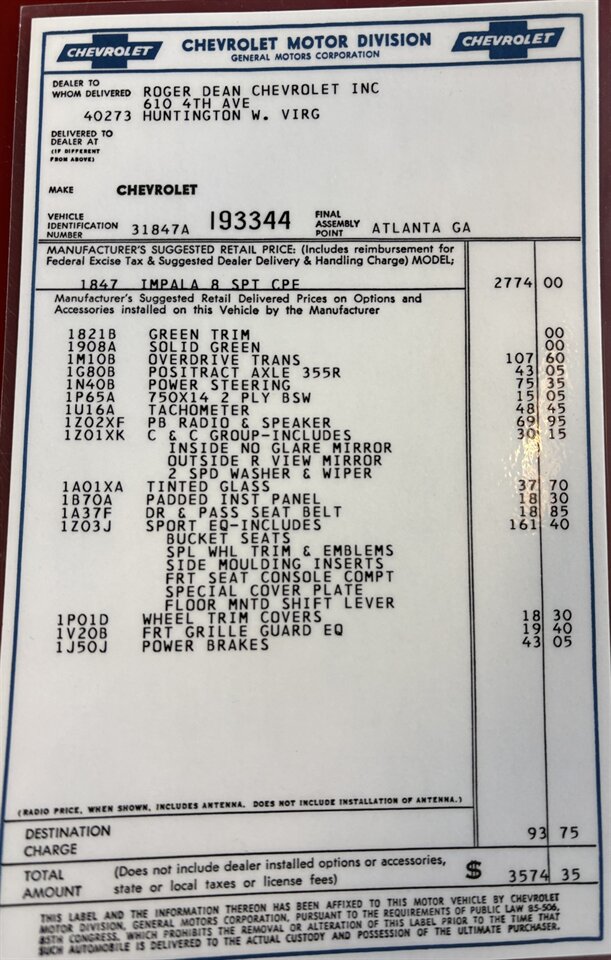 CHEVROLET CHEVROLET MOTOR DIVISION CHEVROLET
GENERAL MOTORS CORPORATION
DEALER TO
WHOM DELIVERED ROGER DEAN CHEVROLET INC
610 4TH AVE
40273 HUNTINGTON W. VIRG
DELIVERED TO
DEALER AT
(IF DIFFERENT
FROM ABOVE)
MAKE CHEVROLET
VEHICLE
IDENTIFICATION
NUMBER 31847A 193344 FINAL
ASSEMBLY
POINT ATLANTA GA
MANUFACTURER'S SUGGESTED RETAIL PRICE: (Includes reimbursement for
Federal Excise Tax & Suggested Dealer Delivery & Handling Charge) MODEL;
1847 IMPALA 8 SPT CPE 2774 00
Manufacturer's Suggested Retail Delivered Prices on Options and
Accessories installed on this Vehicle by the Manufacturer
1821B GREEN TRIM 00
1908A SOLID GREEN 00
1M10B OVERDRIVE TRANS 107 60
1G80B POSITRACT AXLE 355R 43 05
1N40B POWER STEERING 75 35
1P65A 750X14 2 PLY BSW 15 05
1U16A TACHOMETER 48 45
1Z02XF PB RADIO & SPEAKER 69 95
1Z01XK C & C GROUP-INCLUDES 30 15
INSIDE NO GLARE MIRROR
OUTSIDE R VIEW MIRROR
2 SPD WASHER & WIPER
1A01XA TINTED GLASS 37 70
1B70A PADDED INST PANEL 18 30
1A37F DR & PASS SEAT BELT 18 85
1Z03J SPORT EQ-INCLUDES 161 40
BUCKET SEATS
SPL WHL TRIM & EMBLEMS
SIDE MOULDING INSERTS
FRT SEAT CONSOLE COMPT
SPECIAL COVER PLATE
FLOOR MNTD SHIFT LEVER
1P01D WHEEL TRIM COVERS 18 30
1V20B FRT GRILLE GUARD EQ 19 40
1J50J POWER BRAKES 43 05
(RADIO PRICE, WHEN SHOWN, INCLUDES ANTENNA. DOES NOT INCLUDE INSTALLATION OF ANTENNA.)
DESTINATION
CHARGE 93 75
TOTAL
AMOUNT (Does not include dealer installed options or accessories,
state or local taxes or license fees) $ 3574 35
THIS LABEL AND THE INFORMATION THEREON HAS BEEN AFFIXED TO THIS MOTOR VEHICLE BY CHEVROLET
MOTOR DIVISION, GENERAL MOTORS CORPORATION, PURSUANT TO THE REQUIREMENTS OF PUBLIC LAW 85-506,
85TH CONGRESS, WHICH PROHIBITS THE REMOVAL OR ALTERATION OF THIS LABEL PRIOR TO THE TIME THAT
SUCH AUTOMOBILE IS DELIVERED TO THE ACTUAL CUSTODY AND POSSESSION OF THE ULTIMATE PURCHASER.